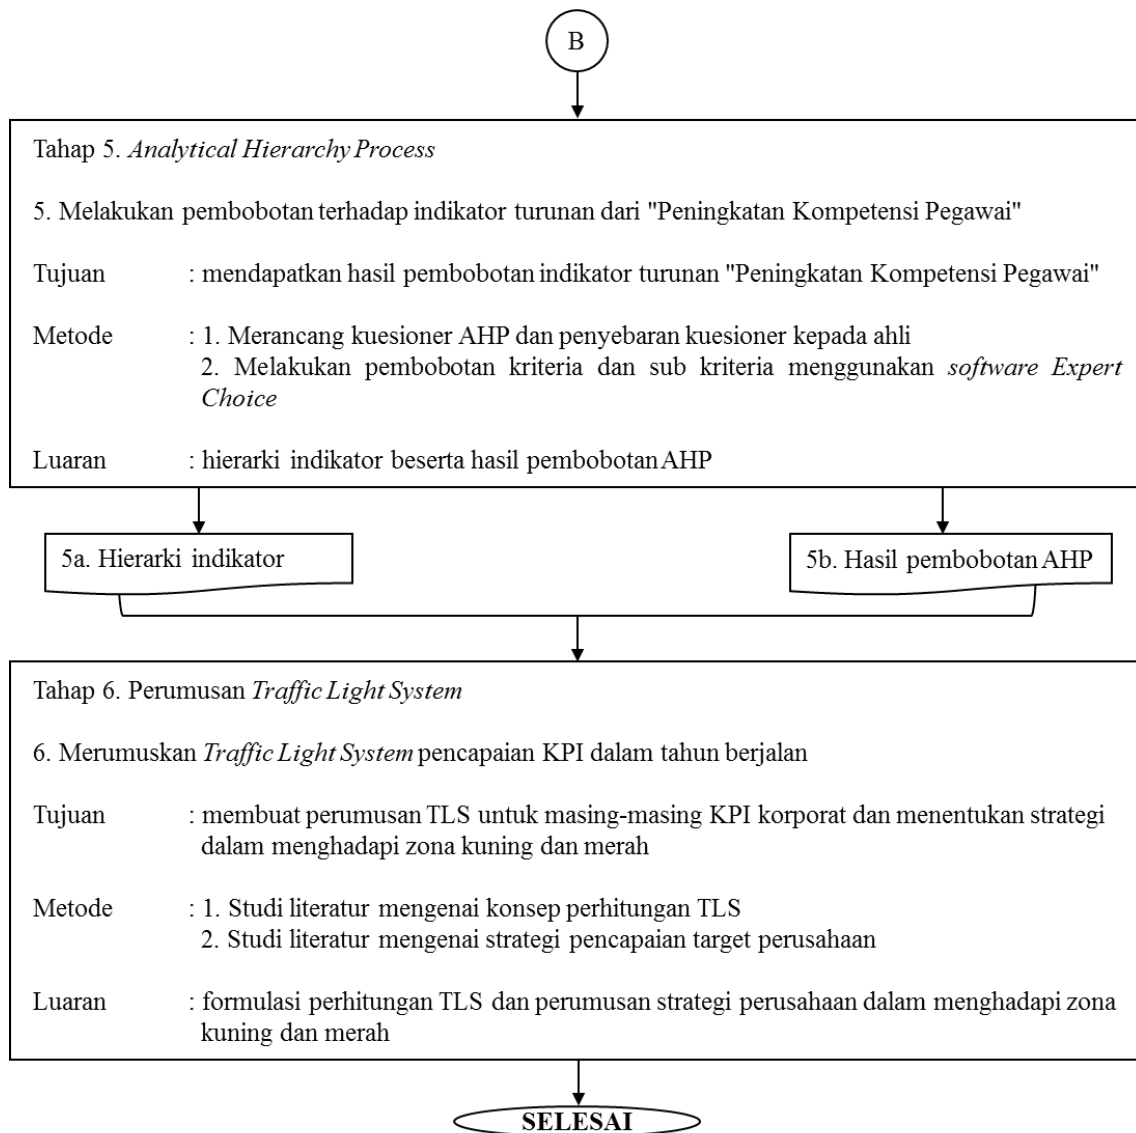 B
Tahap 5. Analytical Hierarchy Process
5. Melakukan pembobotan terhadap indikator turunan dari "Peningkatan Kompetensi Pegawai"
Tujuan : mendapatkan hasil pembobotan indikator turunan "Peningkatan Kompetensi Pegawai"
Metode : 1. Merancang kuesioner AHP dan penyebaran kuesioner kepada ahli
2. Melakukan pembobotan kriteria dan sub kriteria menggunakan software Expert
Choice
Luaran : hierarki indikator beserta hasil pembobotan AHP
5a. Hierarki indikator
5b. Hasil pembobotan AHP
Tahap 6. Perumusan Traffic Light System
6. Merumuskan Traffic Light System pencapaian KPI dalam tahun berjalan
Tujuan : membuat perumusan TLS untuk masing-masing KPI korporat dan menentukan strategi
dalam menghadapi zona kuning dan merah
Metode : 1. Studi literatur mengenai konsep perhitungan TLS
2. Studi literatur mengenai strategi pencapaian target perusahaan
Luaran : formulasi perhitungan TLS dan perumusan strategi perusahaan dalam menghadapi zona
kuning dan merah
SELESAI